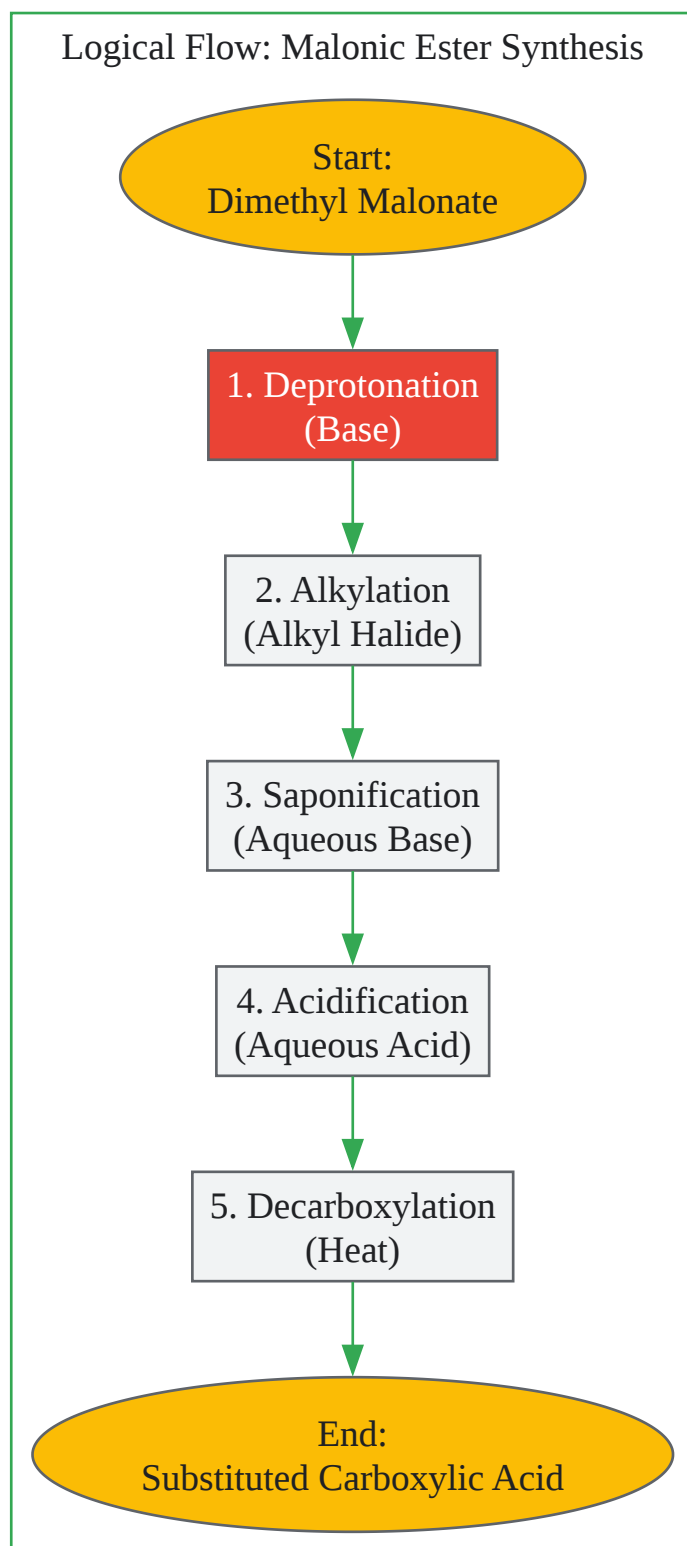 Logical Flow: Malonic Ester Synthesis
Start:
Dimethyl Malonate
1. Deprotonation
(Base)
2. Alkylation
(Alkyl Halide)
3. Saponification
(Aqueous Base)
4. Acidification
(Aqueous Acid)
5. Decarboxylation
(Heat)
End:
Substituted Carboxylic Acid